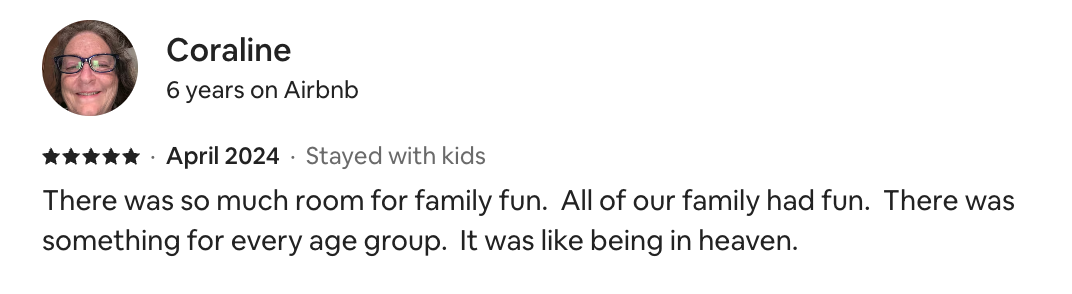 Coraline
6 years on Airbnb
★★★★★ · April 2024 · Stayed with kids
There was so much room for family fun.  All of our family had fun.  There was
something for every age group.  It was like being in heaven.